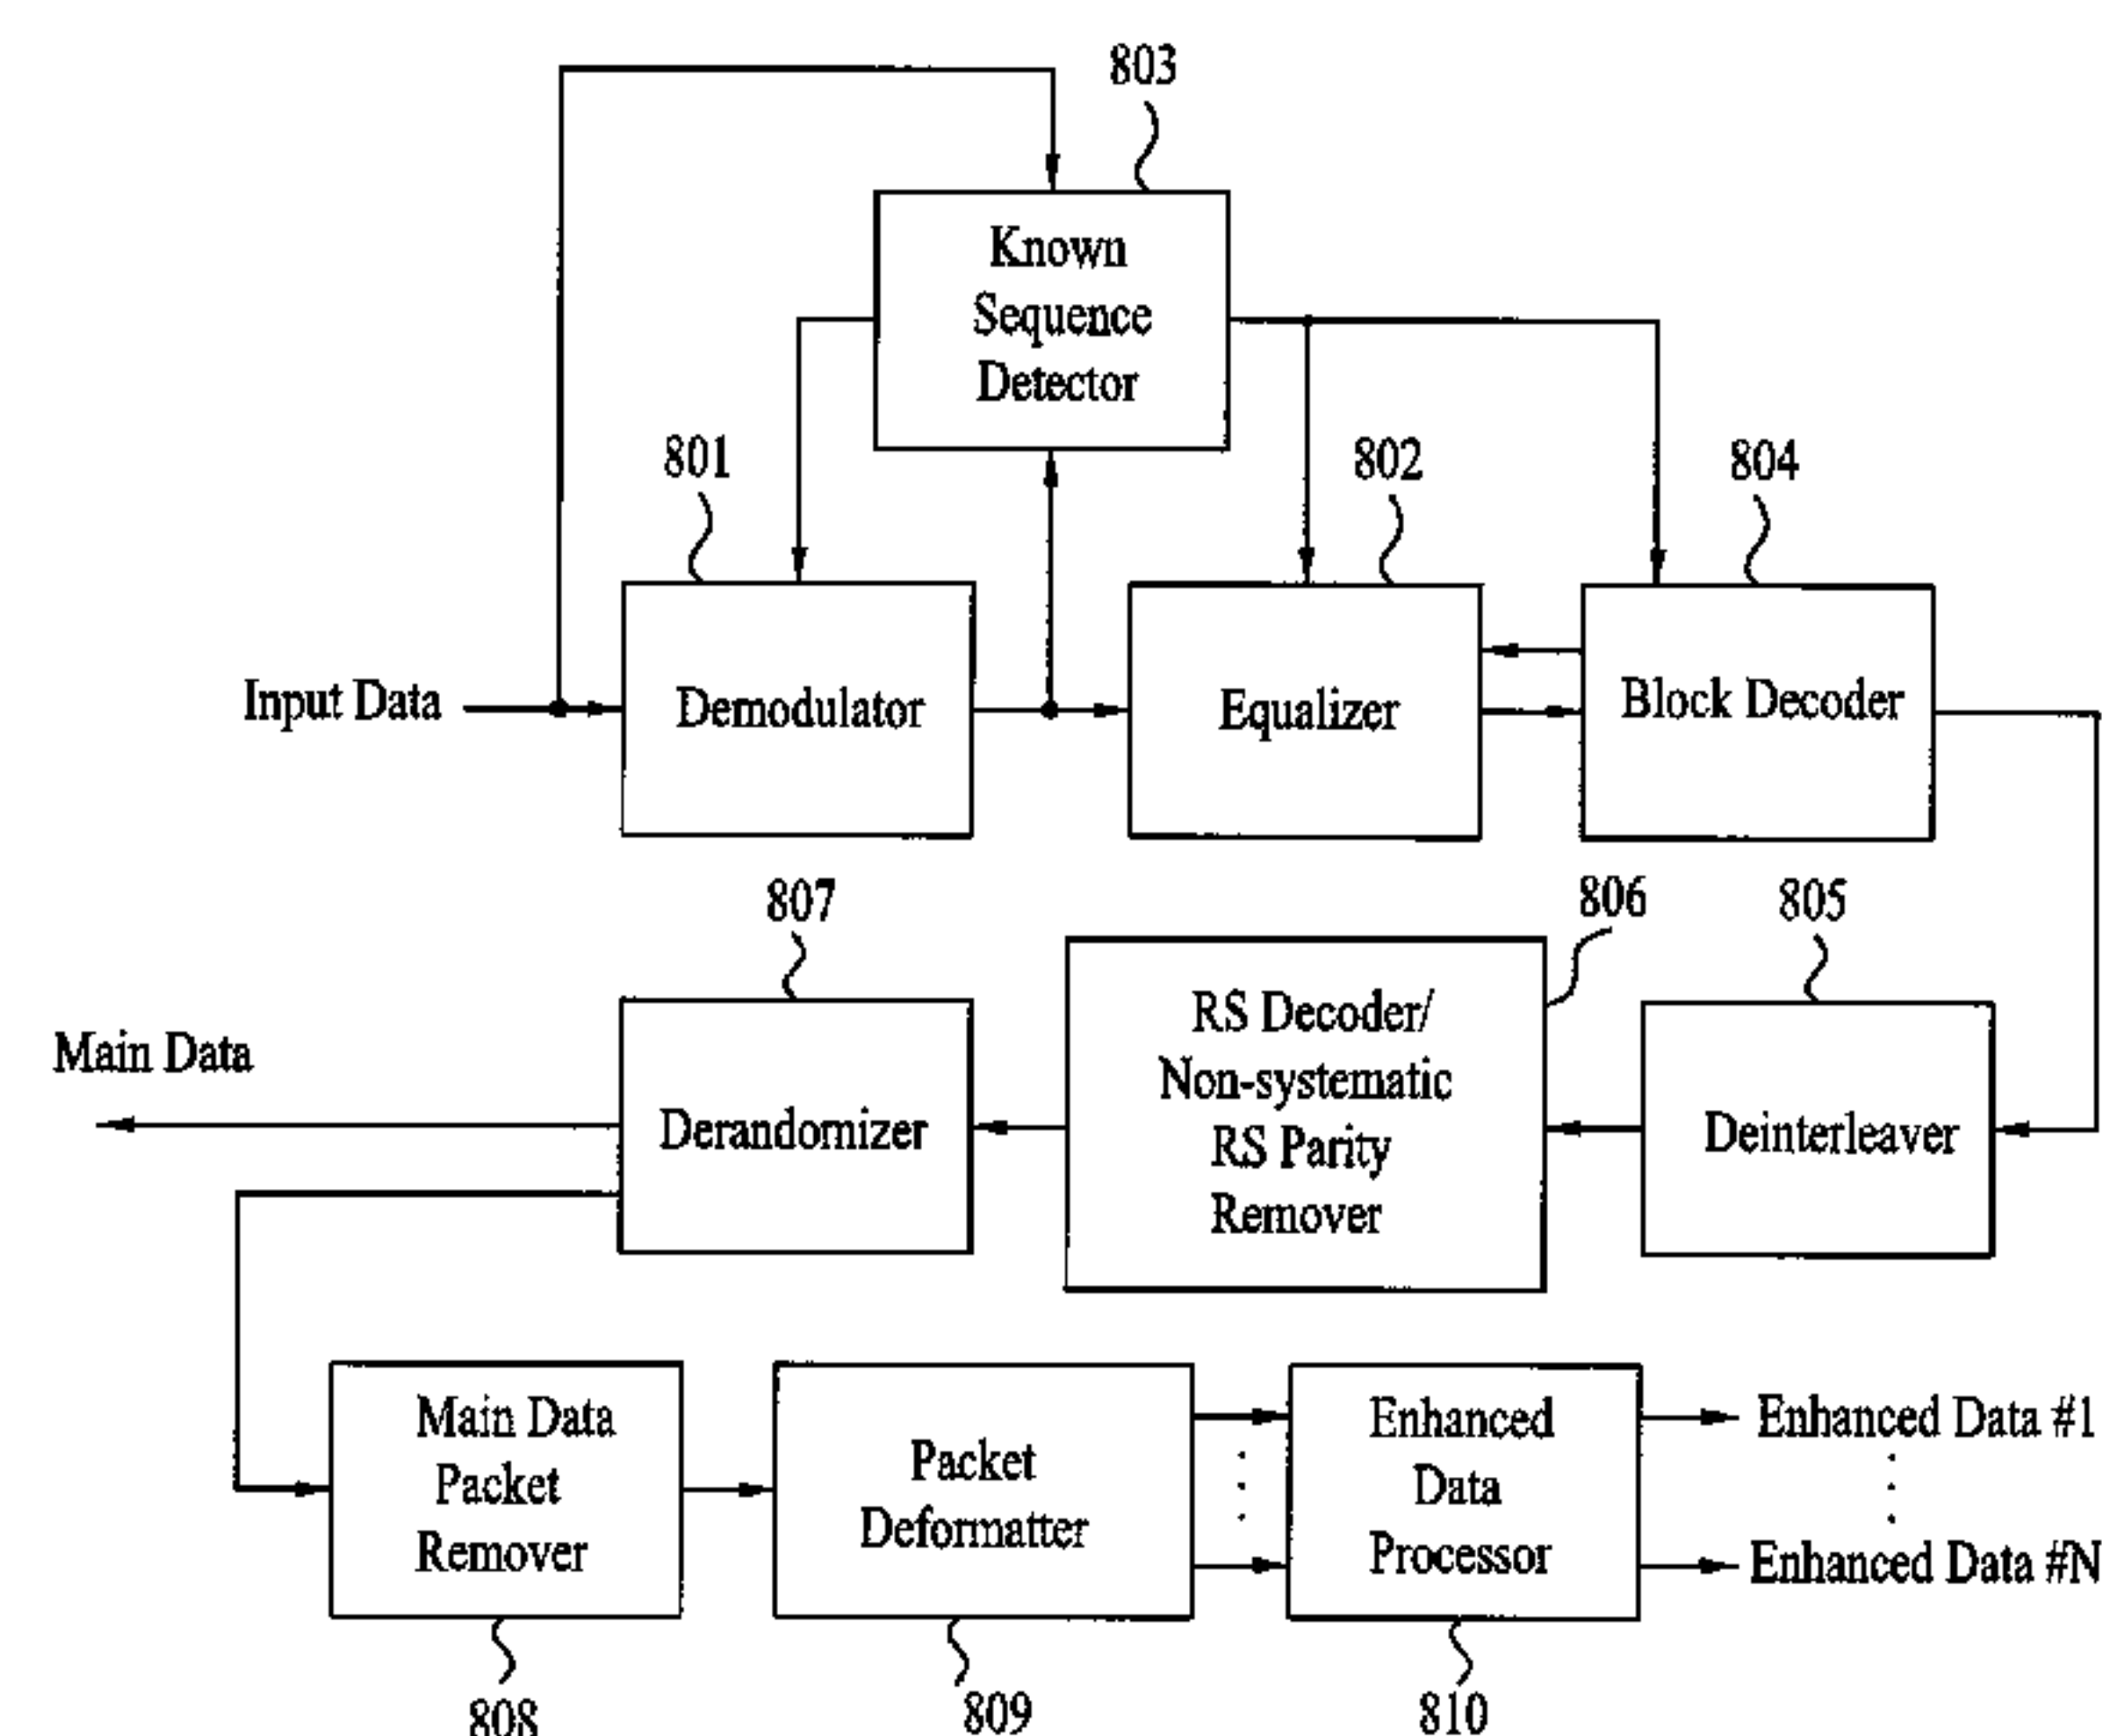 803
Known
Sequence
Detector
801
802
804
Input Data
Demodulator
Equalizer
Block Decoder
807
806
805
Main Data
Derandomizer
RS Decoder/
Non-systematic
RS Parity
Remover
Deinterleaver
Main Data
Packet
Remover
Packet
Deformatter
Enhanced
Data
Processor
Enhanced Data #1
Enhanced Data #N
808
809
810